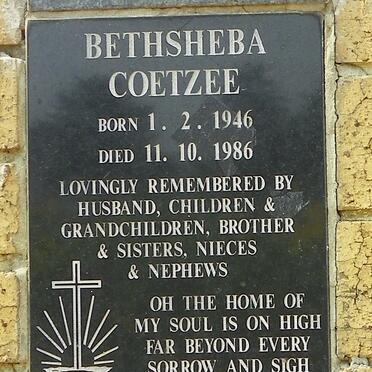 BETHSHEBA
COETZEE
BORN 1. 2. 1946
DIED 11. 10. 1986
LOVINGLY REMEMBERED BY
HUSBAND, CHILDREN &
GRANDCHILDREN, BROTHER
& SISTERS, NIECES
& NEPHEWS
OH THE HOME OF
MY SOUL IS ON HIGH
FAR BEYOND EVERY
SORROW AND SIGH